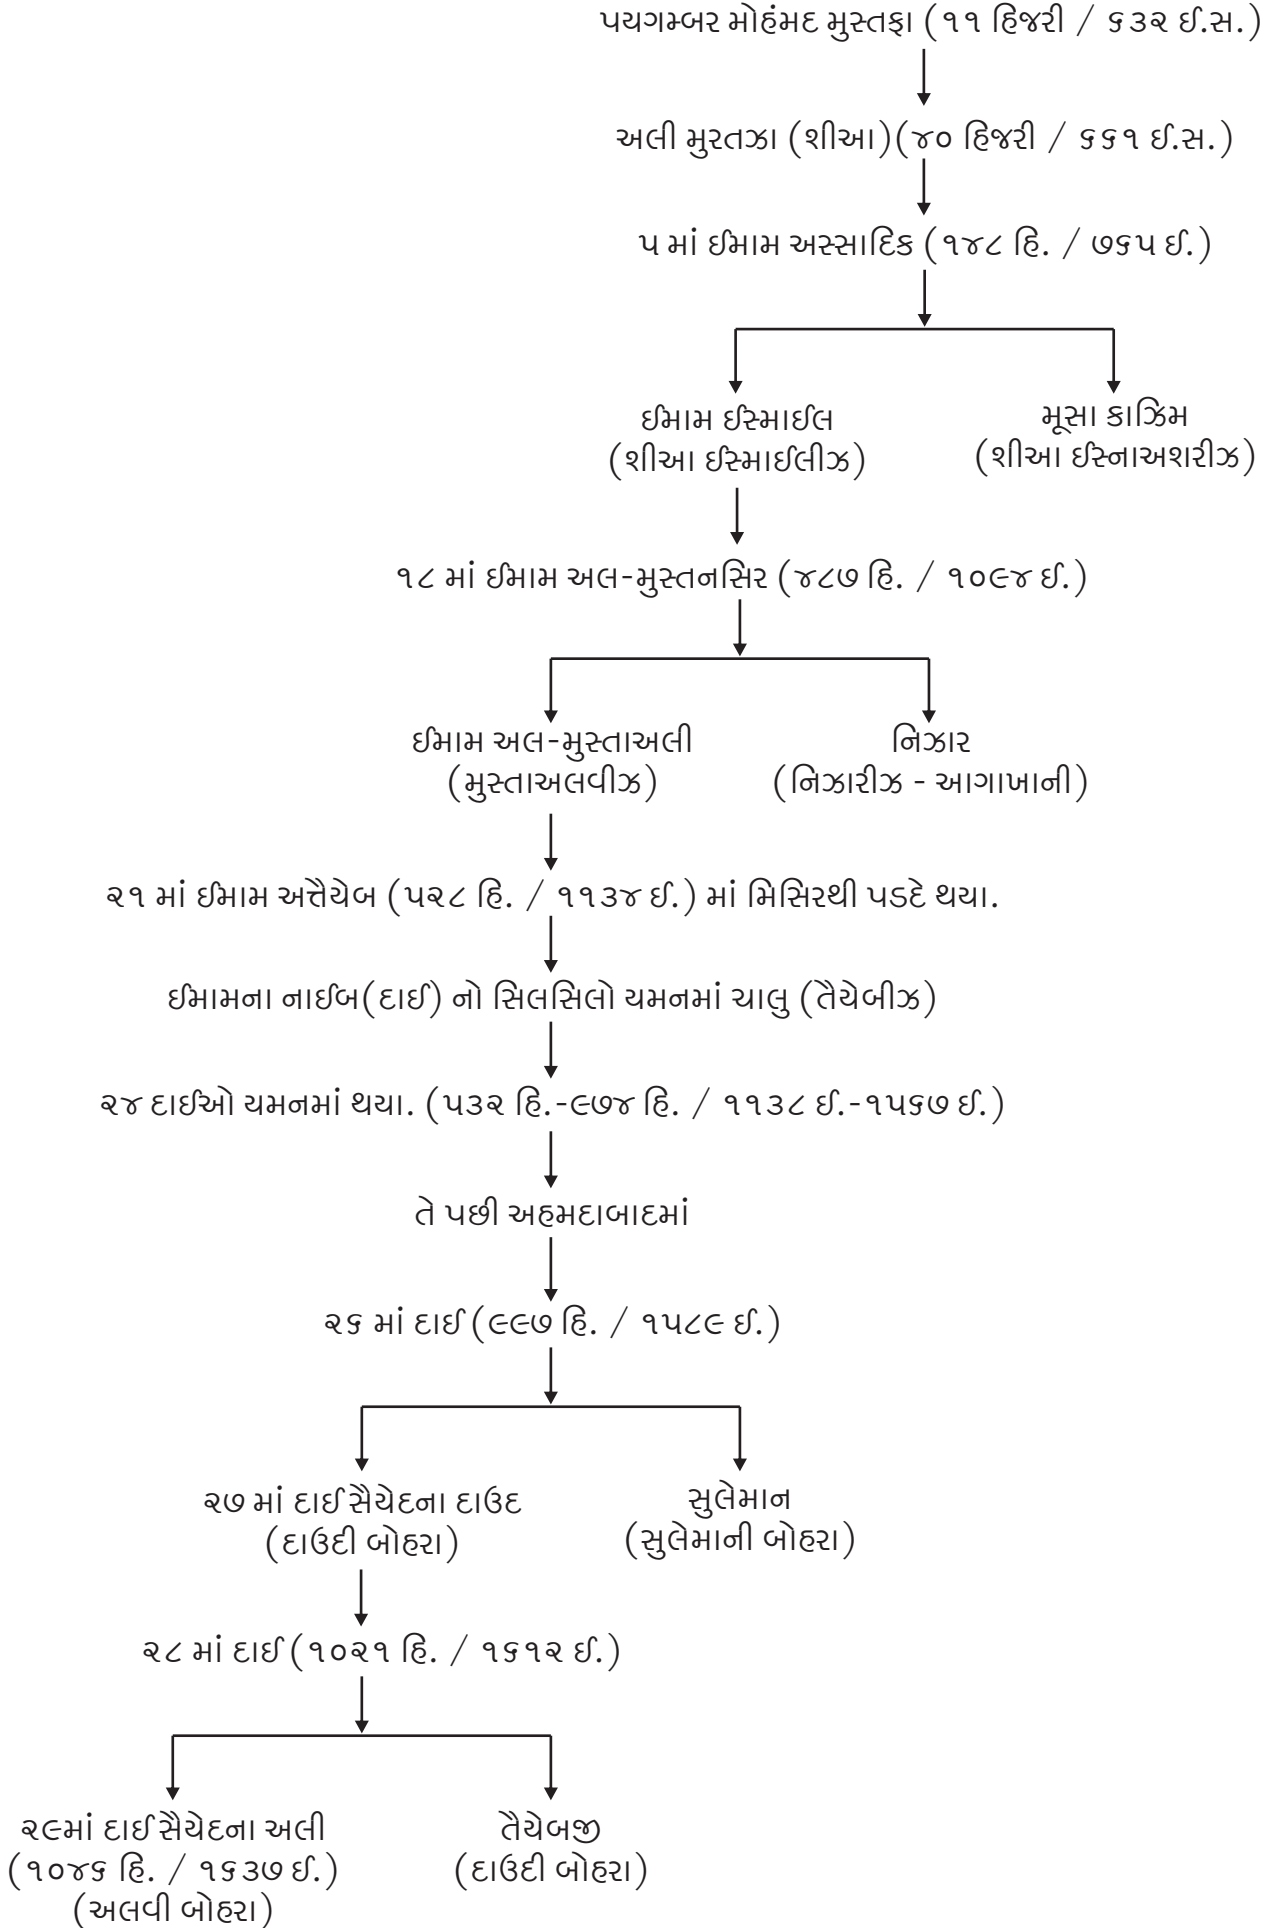 પયગમ્બર મોહંમદ મુસ્તફા (૧૧ હિજરી / ૬૩૨ ઈ.સ.)
અલી મુરતઝા (શીઆ)(૪૦ હિજરી / ૬૬૧ ઈ.સ.)
૫ માં ઈમામ અસ્સાદિક (૧૪૮ હિ. / ૭૬૫ ઈ.)
ઈમામ ઈસ્માઈલ
(શીઆ ઈસ્માઈલીઝ)
મૂસા કાઝિમ
(શીઆ ઈસ્નાઅશરીઝ)
૧૮ માં ઈમામ અલ-મુસ્તનસિર (૪૮૭ હિ. / ૧૦૯૪ ઈ.)
ઈમામ અલ-મુસ્તાઅલી
(મુસ્તાઅલવીઝ)
નિઝાર
(નિઝારીઝ - આગાખાની)
૨૧ માં ઈમામ અત્તૈયેબ (૫૨૮ હિ. / ૧૧૩૪ ઈ.) માં મિસિરથી પડદે થયા.
ઈમામના નાઈબ(દાઈ) નો સિલસિલો યમનમાં ચાલુ (તૈયેબીઝ)
૨૪ દાઈઓ યમનમાં થયા. (૫૩૨ હિ.-૯૭૪ હિ. / ૧૧૩૮ ઈ.-૧૫૬૭ ઈ.)
તે પછી અહમદાબાદમાં
૨૬ માં દાઈ (૯૯૭ હિ. / ૧૫૮૯ ઈ.)
૨૭ માં દાઈ સૈયેદના દાઉદ
(દાઉદી બોહરા)
સુલેમાન
(સુલેમાની બોહરા)
૨૮ માં દાઈ (૧૦૨૧ હિ. / ૧૬૧૨ ઈ.)
૨૯માં દાઈ સૈયેદના અલી
(૧૦૪૬ હિ. / ૧૬૩૭ ઈ.)
(અલવી બોહરા)
તૈયેબજી
(દાઉદી બોહરા)